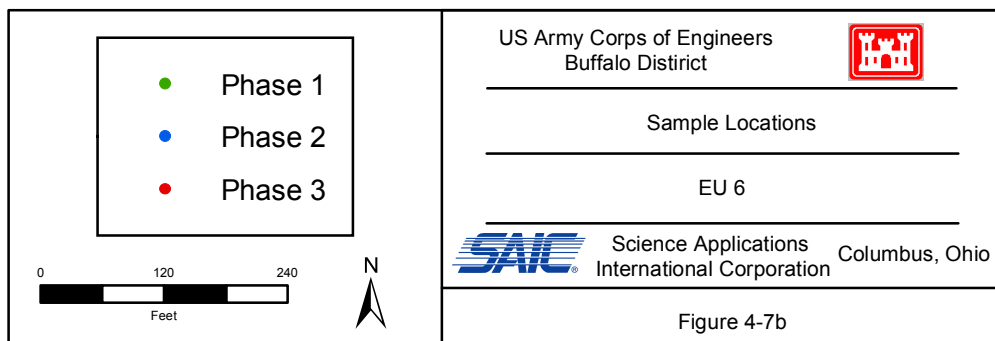 Phase 1
Phase 2
Phase 3
0 120 240
Feet
N
US Army Corps of Engineers
Buffalo Distirict
Sample Locations
EU 6
SAIC®
Science Applications
International Corporation
Columbus, Ohio
Figure 4-7b